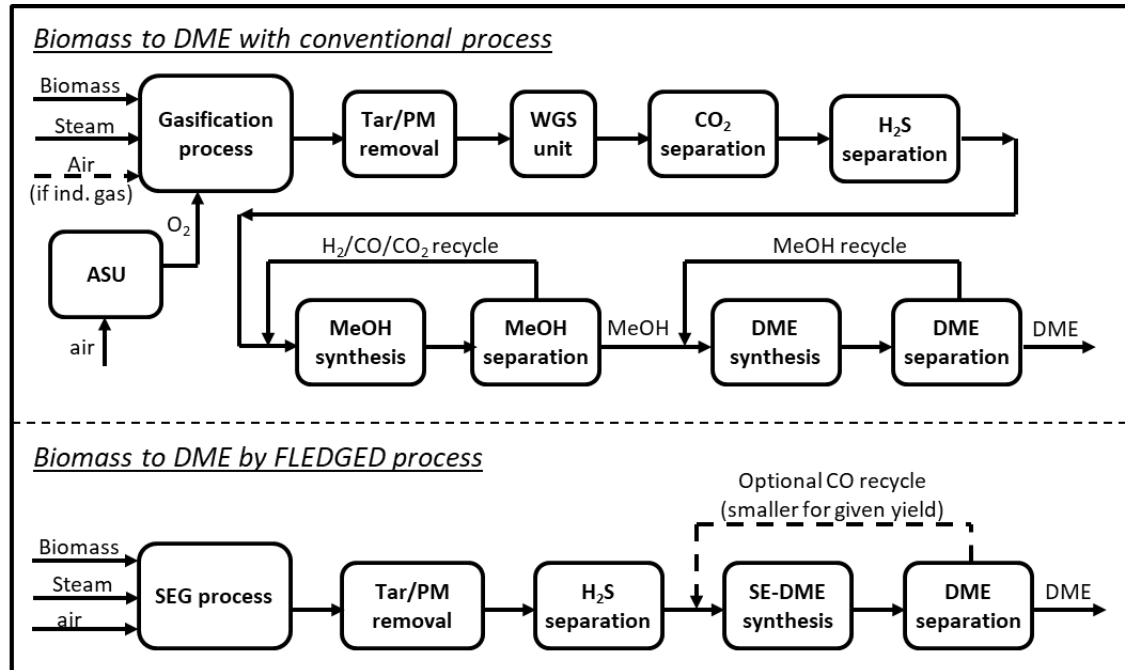 Biomass to DME with conventional process
Biomass
Steam
Air
(if ind. gas)
Gasification
process
Tar/PM
removal
WGS
unit
CO₂
separation
H₂S
separation
O₂
ASU
air
H₂/CO/CO₂ recycle
MeOH recycle
MeOH
synthesis
MeOH
separation
MeOH
DME
synthesis
DME
separation
DME
Biomass to DME by FLEDGED process
Optional CO recycle
(smaller for given yield)
Biomass
Steam
air
SEG process
Tar/PM
removal
H₂S
separation
SE-DME
synthesis
DME
separation
DME